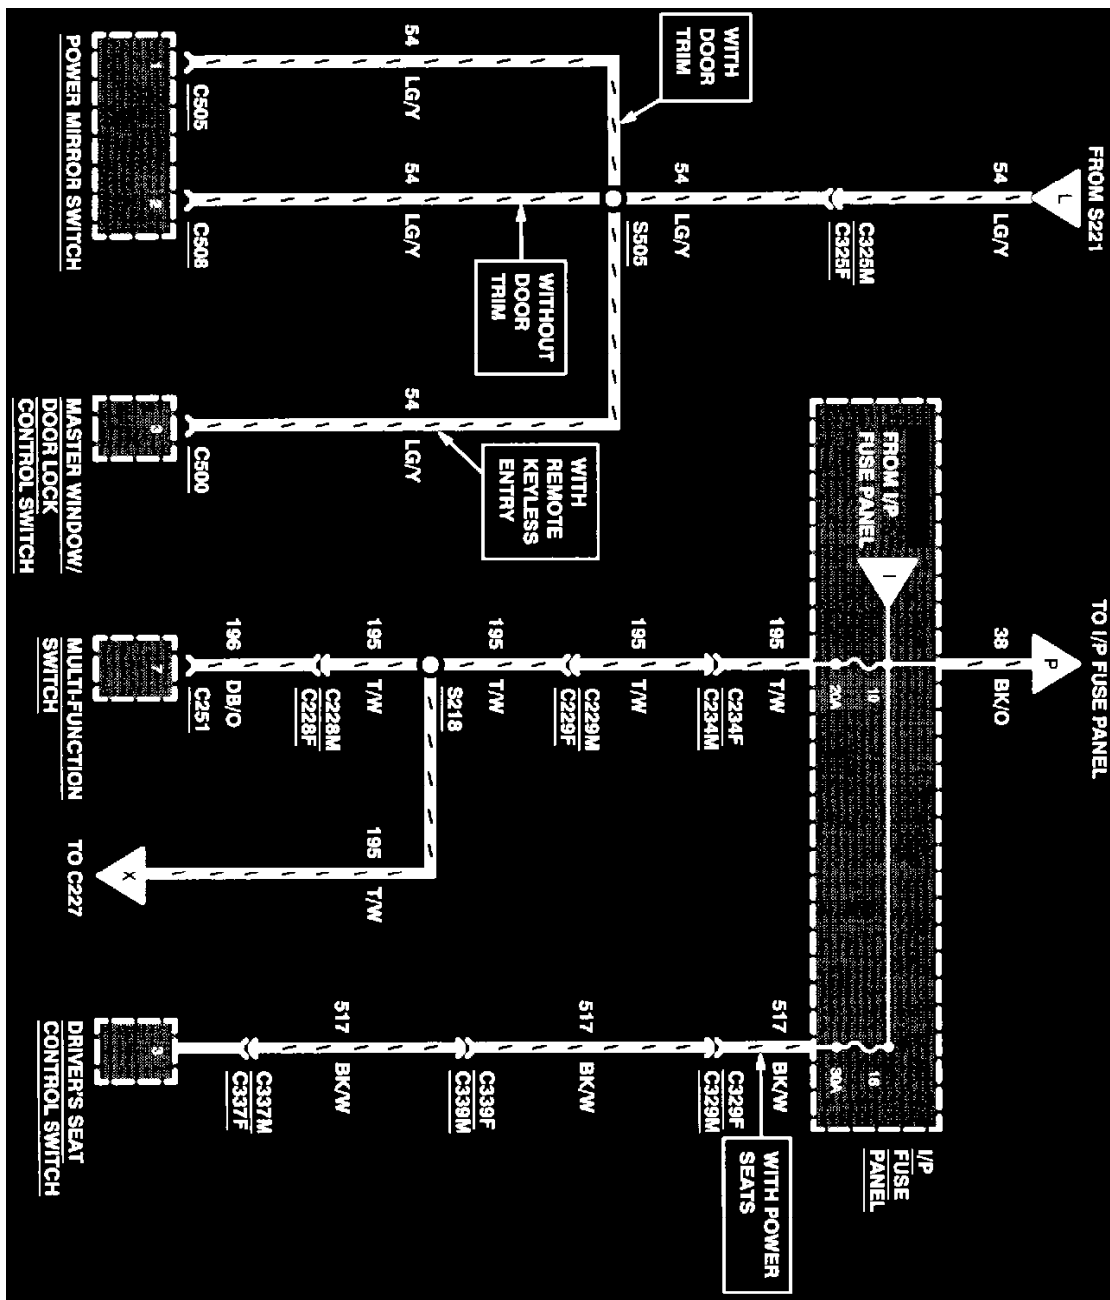 FROM S221
TO I/P FUSE PANEL
L
P
54
LG/Y
38
BK/O
I/P
FUSE
PANEL
FROM I/P
FUSE PANEL
I
10
20A
16
30A
C325M
C325F
54
LG/Y
195
T/W
517
BK/W
WITH POWER
SEATS
WITH
DOOR
TRIM
C234F
C234M
C329F
C329M
S505
195
T/W
517
BK/W
WITHOUT
DOOR
TRIM
WITH
REMOTE
KEYLESS
ENTRY
C229M
C229F
195
T/W
C339F
C339M
S218
54
LG/Y
54
LG/Y
54
LG/Y
195
T/W
195
T/W
517
BK/W
C228M
C228F
C337M
C337F
196
DB/O
C505
C508
C500
C251
1
2
7
X
POWER MIRROR SWITCH
MASTER WINDOW/
DOOR LOCK
CONTROL SWITCH
MULTI-FUNCTION
SWITCH
TO C227
DRIVER'S SEAT
CONTROL SWITCH